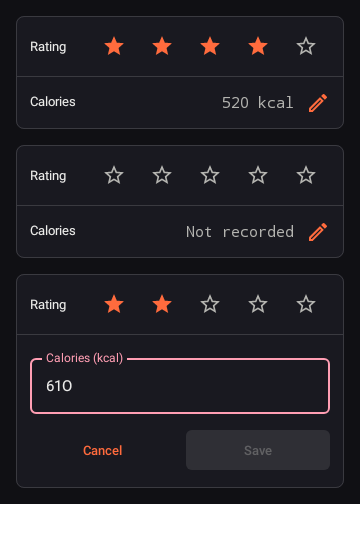 Rating
Calories 520 kcal
Rating
Calories Not recorded
Rating
Calories (kcal)
61O
Cancel Save